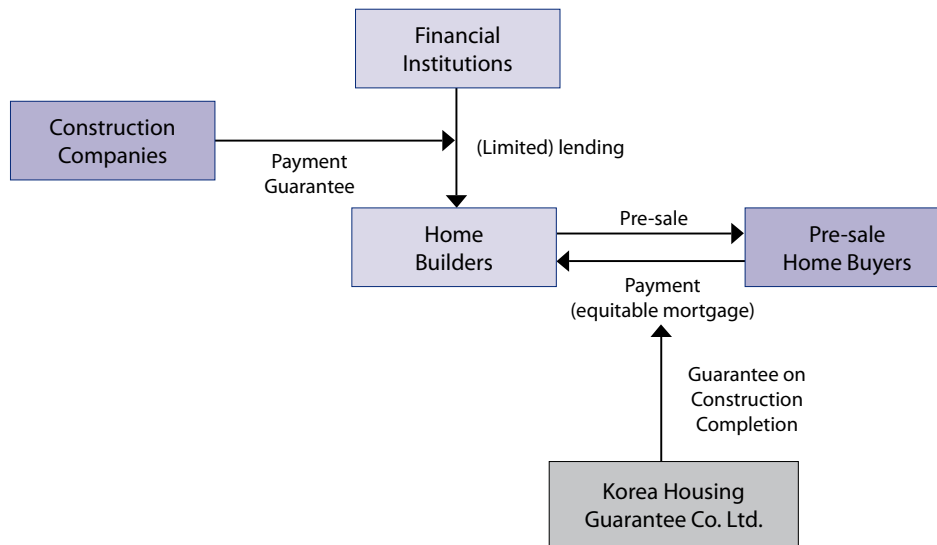 Financial
Institutions
Construction
Companies
Payment
Guarantee
(Limited) lending
Home
Builders
Pre-sale
Pre-sale
Home Buyers
Payment
(equitable mortgage)
Guarantee on
Construction
Completion
Korea Housing
Guarantee Co. Ltd.